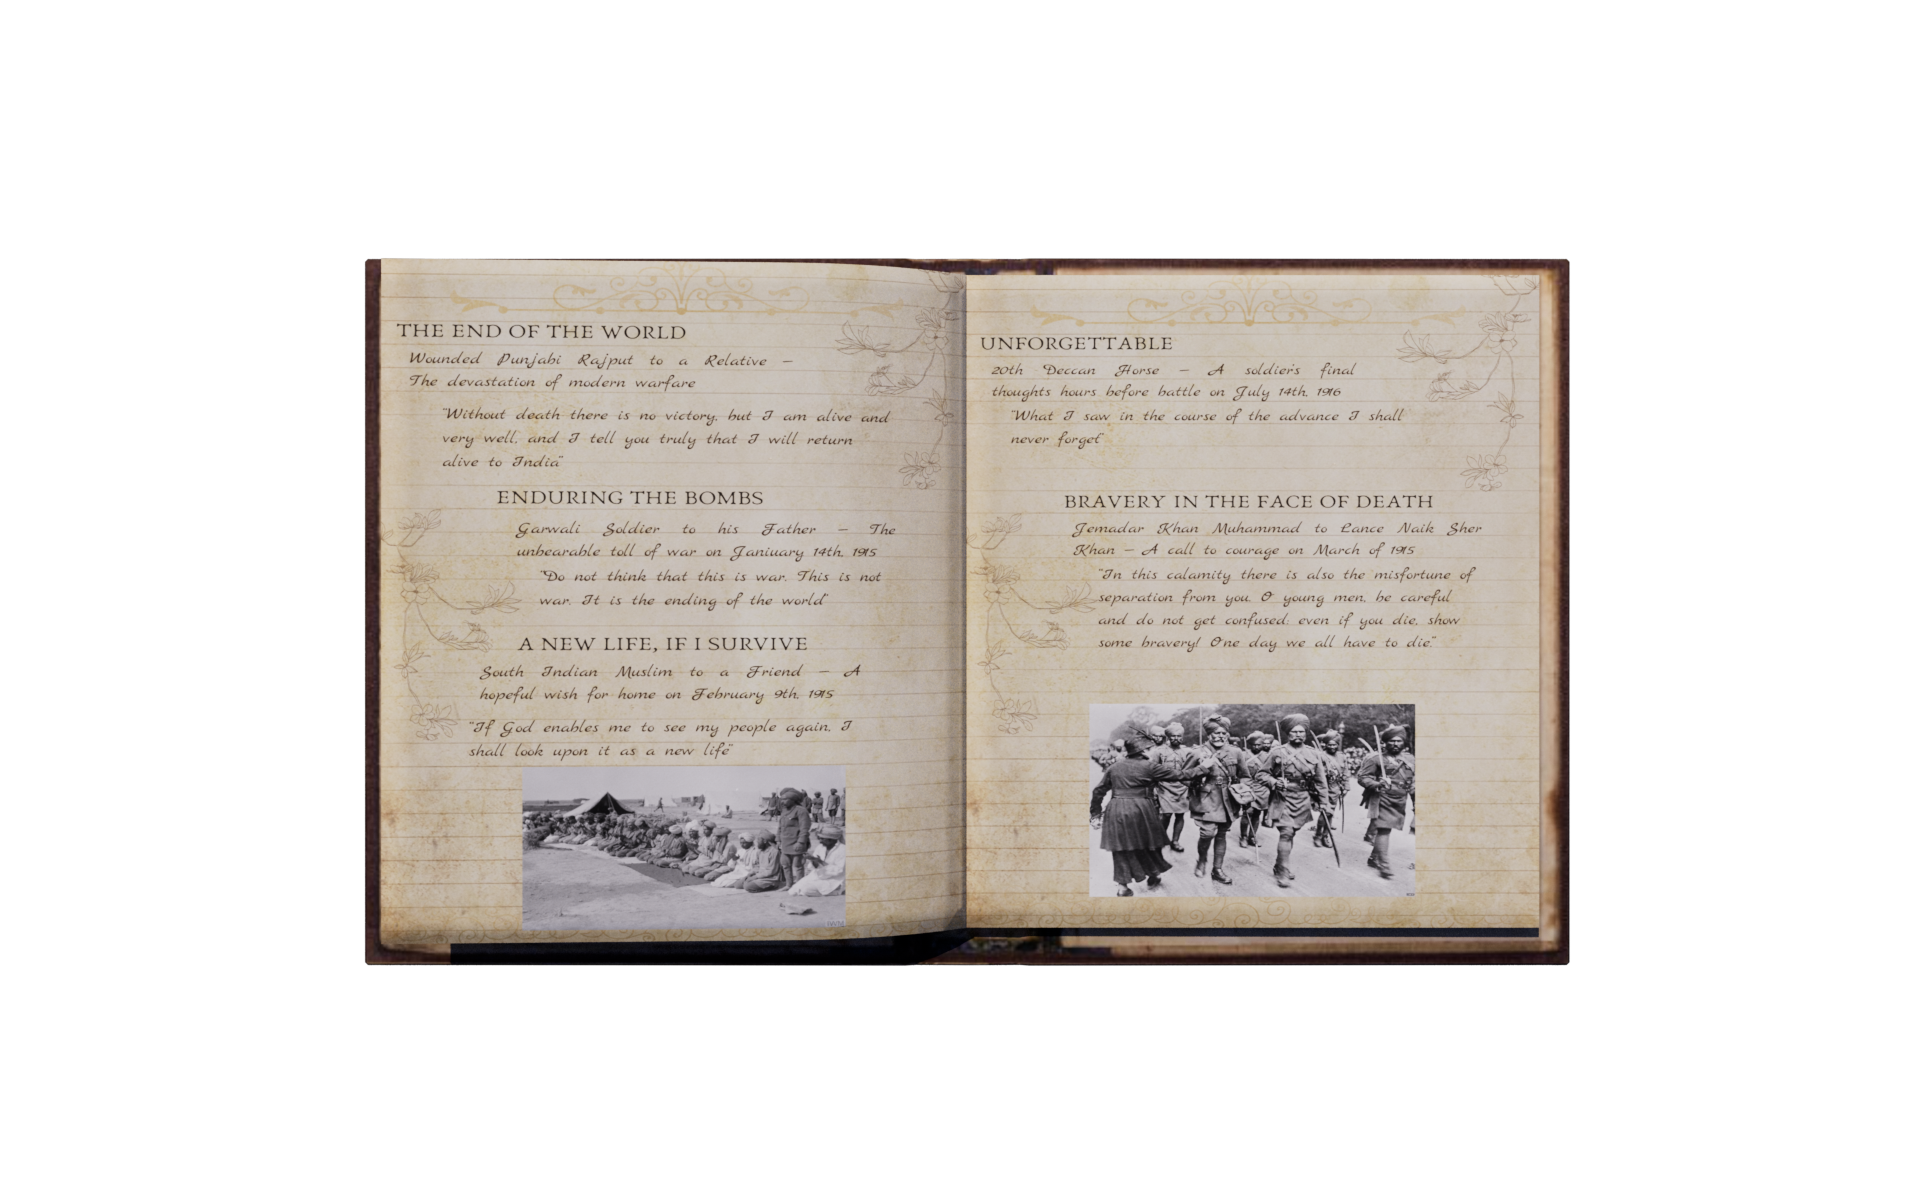 THE END OF THE WORLD
Wounded Punjabi Rajput to a Relative –
The devastation of modern warfare
"Without death there is no victory, but I am alive and
very well, and I tell you truly that I will return
alive to India"
ENDURING THE BOMBS
Garwali Soldier to his Father – The
unbearable toll of war on Janiuary 14th, 1915
"Do not think that this is war. This is not
war. It is the ending of the world"
A NEW LIFE, IF I SURVIVE
South Indian Muslim to a Friend – A
hopeful wish for home on February 9th, 1915
"If God enables me to see my people again, I
shall look upon it as a new life"
UNFORGETTABLE
20th Deccan Horse – A soldier's final
thoughts hours before battle on July 14th, 1916
"What I saw in the course of the advance I shall
never forget"
BRAVERY IN THE FACE OF DEATH
Jemadar Khan Muhammad to Lance Naik Sher
Khan – A call to courage on March of 1915
"In this calamity there is also the misfortune of
separation from you. O young men, be careful
and do not get confused; even if you die, show
some bravery! One day we all have to die"